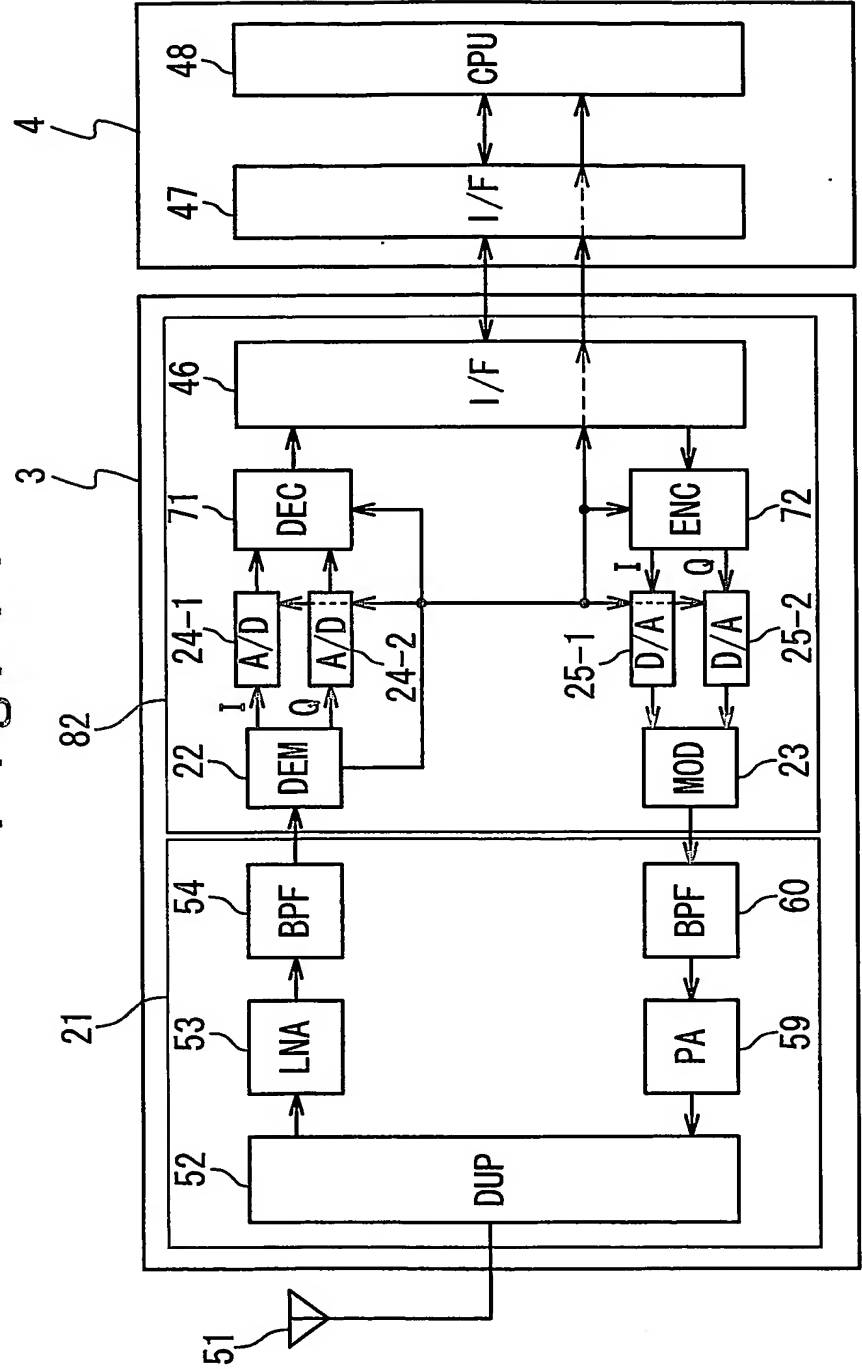 21
82
3
4
51
52
53
54
22
24-1
71
46
47
48
DUP
LNA
BPF
DEM
I
Q
A/D
A/D
24-2
DEC
I/F
I/F
CPU
PA
BPF
MOD
25-1
D/A
D/A
I
Q
ENC
59
60
23
25-2
72